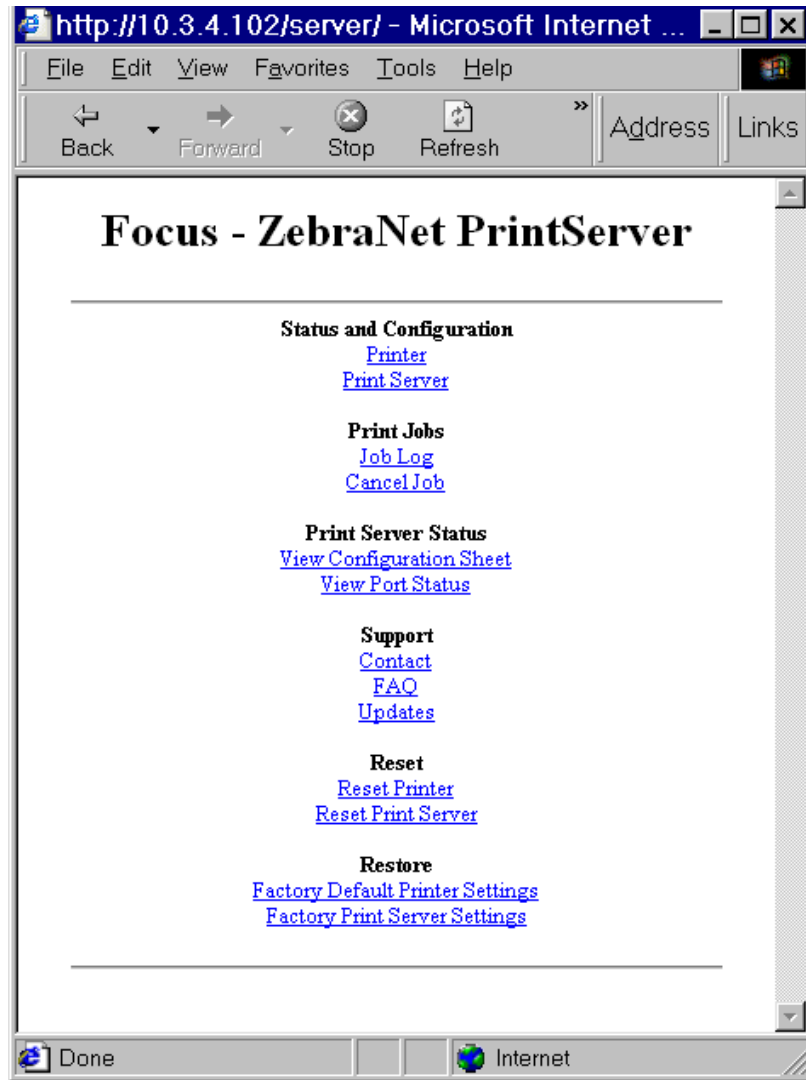 http://10.3.4.102/server/ - Microsoft Internet ...
File Edit View Favorites Tools Help
Back Forward Stop Refresh » Address Links
Focus - ZebraNet PrintServer
Status and Configuration
Printer
Print Server
Print Jobs
Job Log
Cancel Job
Print Server Status
View Configuration Sheet
View Port Status
Support
Contact
FAQ
Updates
Reset
Reset Printer
Reset Print Server
Restore
Factory Default Printer Settings
Factory Print Server Settings
Done Internet